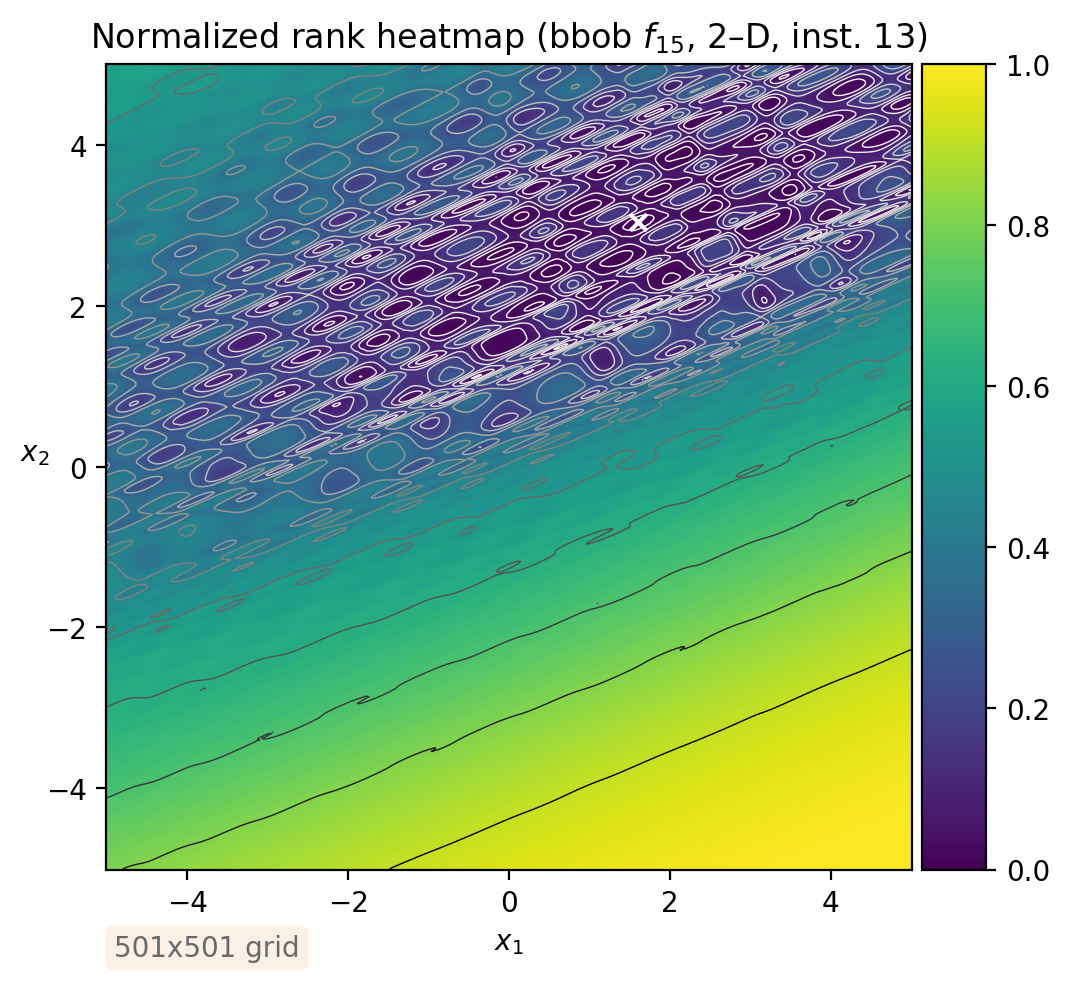 Normalized rank heatmap (bbob f₁₅, 2–D, inst. 13)
1.0
0.8
0.6
0.4
0.2
0.0
4
2
0
−2
−4
x₂
−4 −2 0 2 4
x₁
501x501 grid